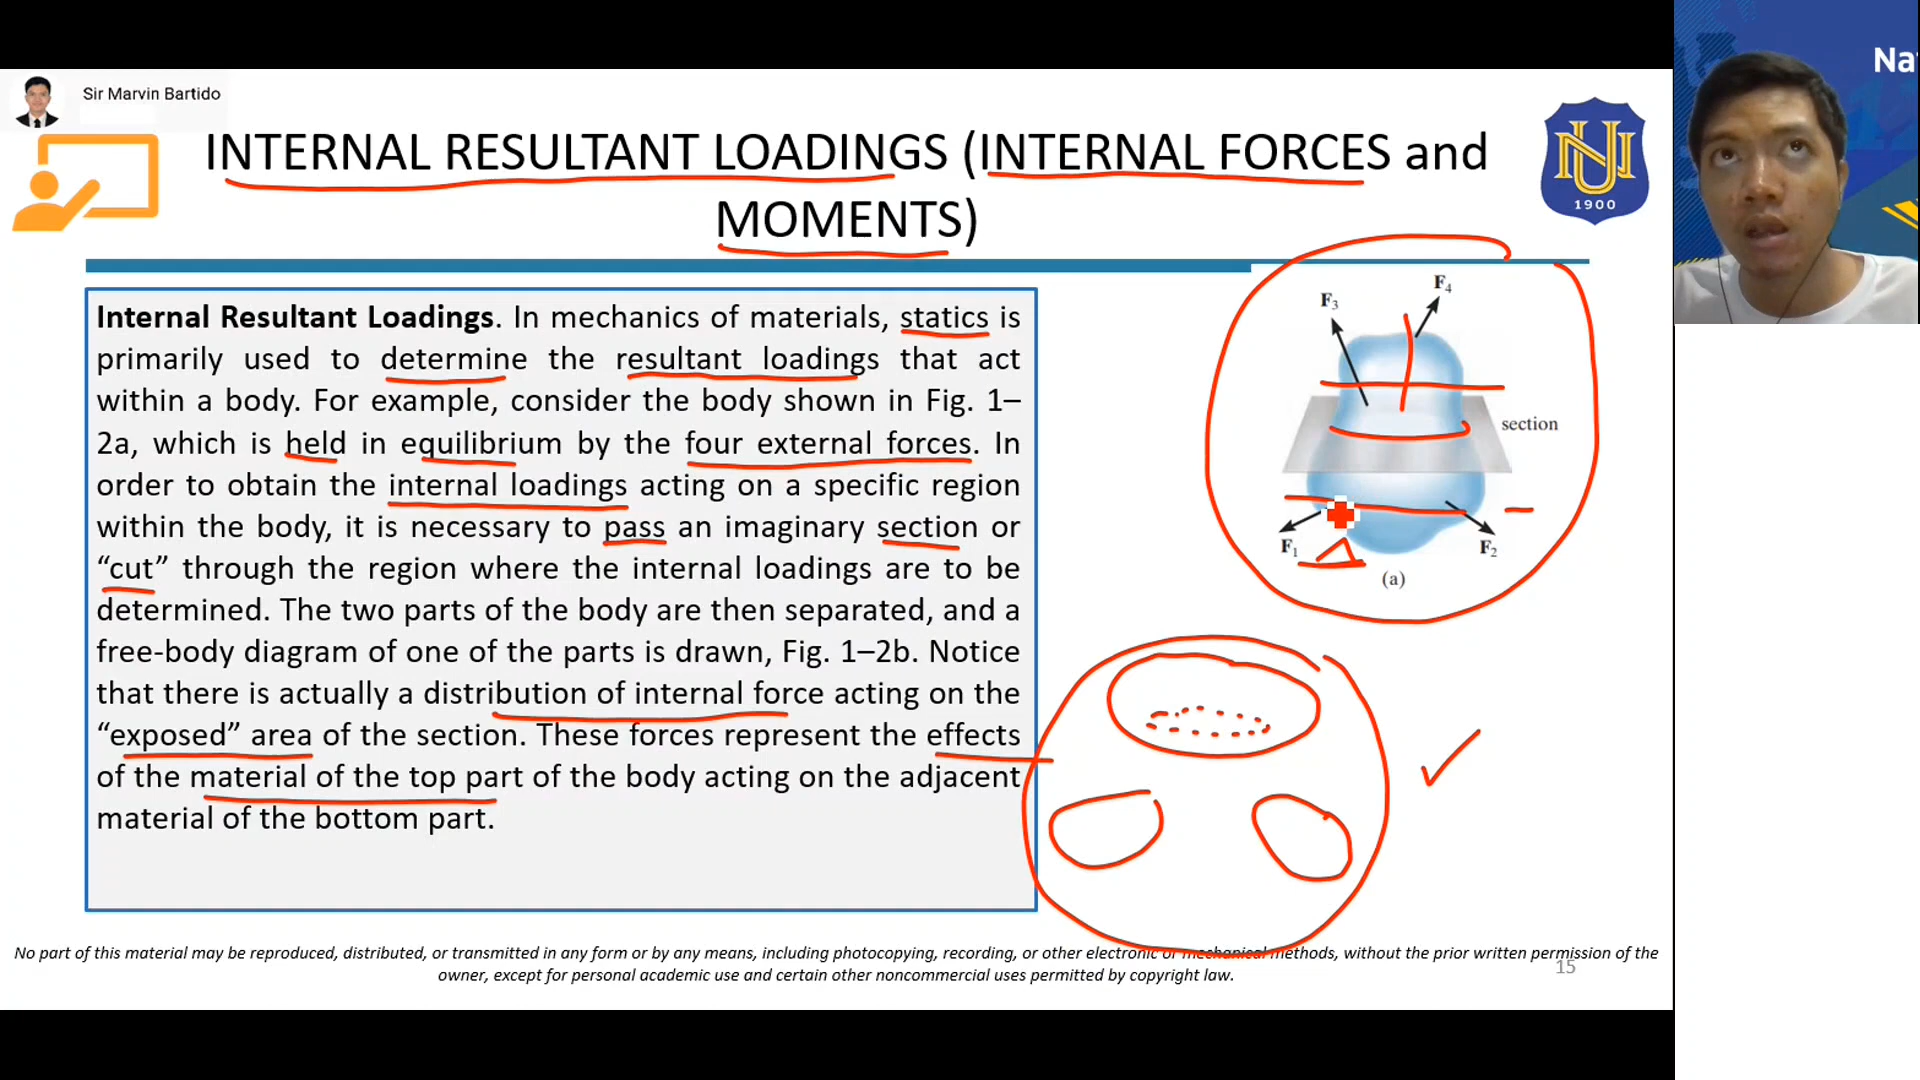 Sir Marvin Bartido
INTERNAL RESULTANT LOADINGS (INTERNAL FORCES and
MOMENTS)
NU
1900
Na
Internal Resultant Loadings. In mechanics of materials, statics is
primarily used to determine the resultant loadings that act
within a body. For example, consider the body shown in Fig. 1–
2a, which is held in equilibrium by the four external forces. In
order to obtain the internal loadings acting on a specific region
within the body, it is necessary to pass an imaginary section or
“cut” through the region where the internal loadings are to be
determined. The two parts of the body are then separated, and a
free-body diagram of one of the parts is drawn, Fig. 1–2b. Notice
that there is actually a distribution of internal force acting on the
“exposed” area of the section. These forces represent the effects
of the material of the top part of the body acting on the adjacent
material of the bottom part.
F4
F3
section
F1
F2
(a)
No part of this material may be reproduced, distributed, or transmitted in any form or by any means, including photocopying, recording, or other electronic or mechanical methods, without the prior written permission of the
owner, except for personal academic use and certain other noncommercial uses permitted by copyright law.
15